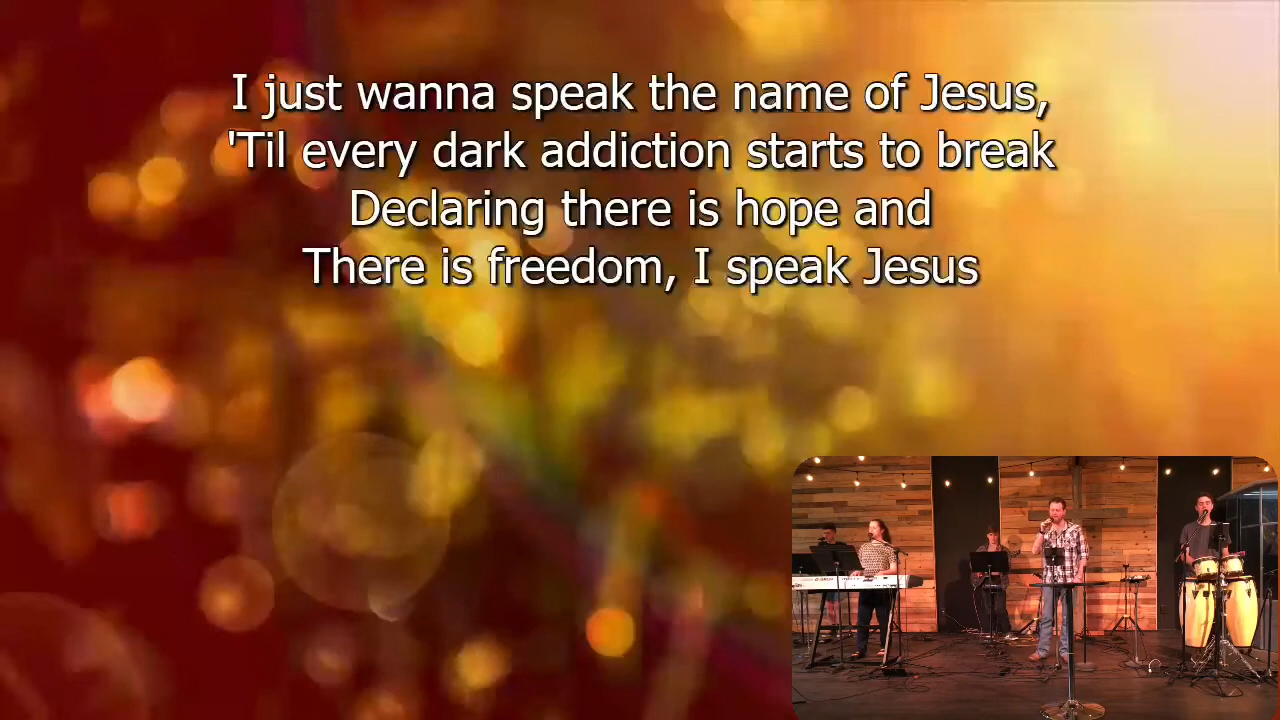 I just wanna speak the name of Jesus,
'Til every dark addiction starts to break
Declaring there is hope and
There is freedom, I speak Jesus